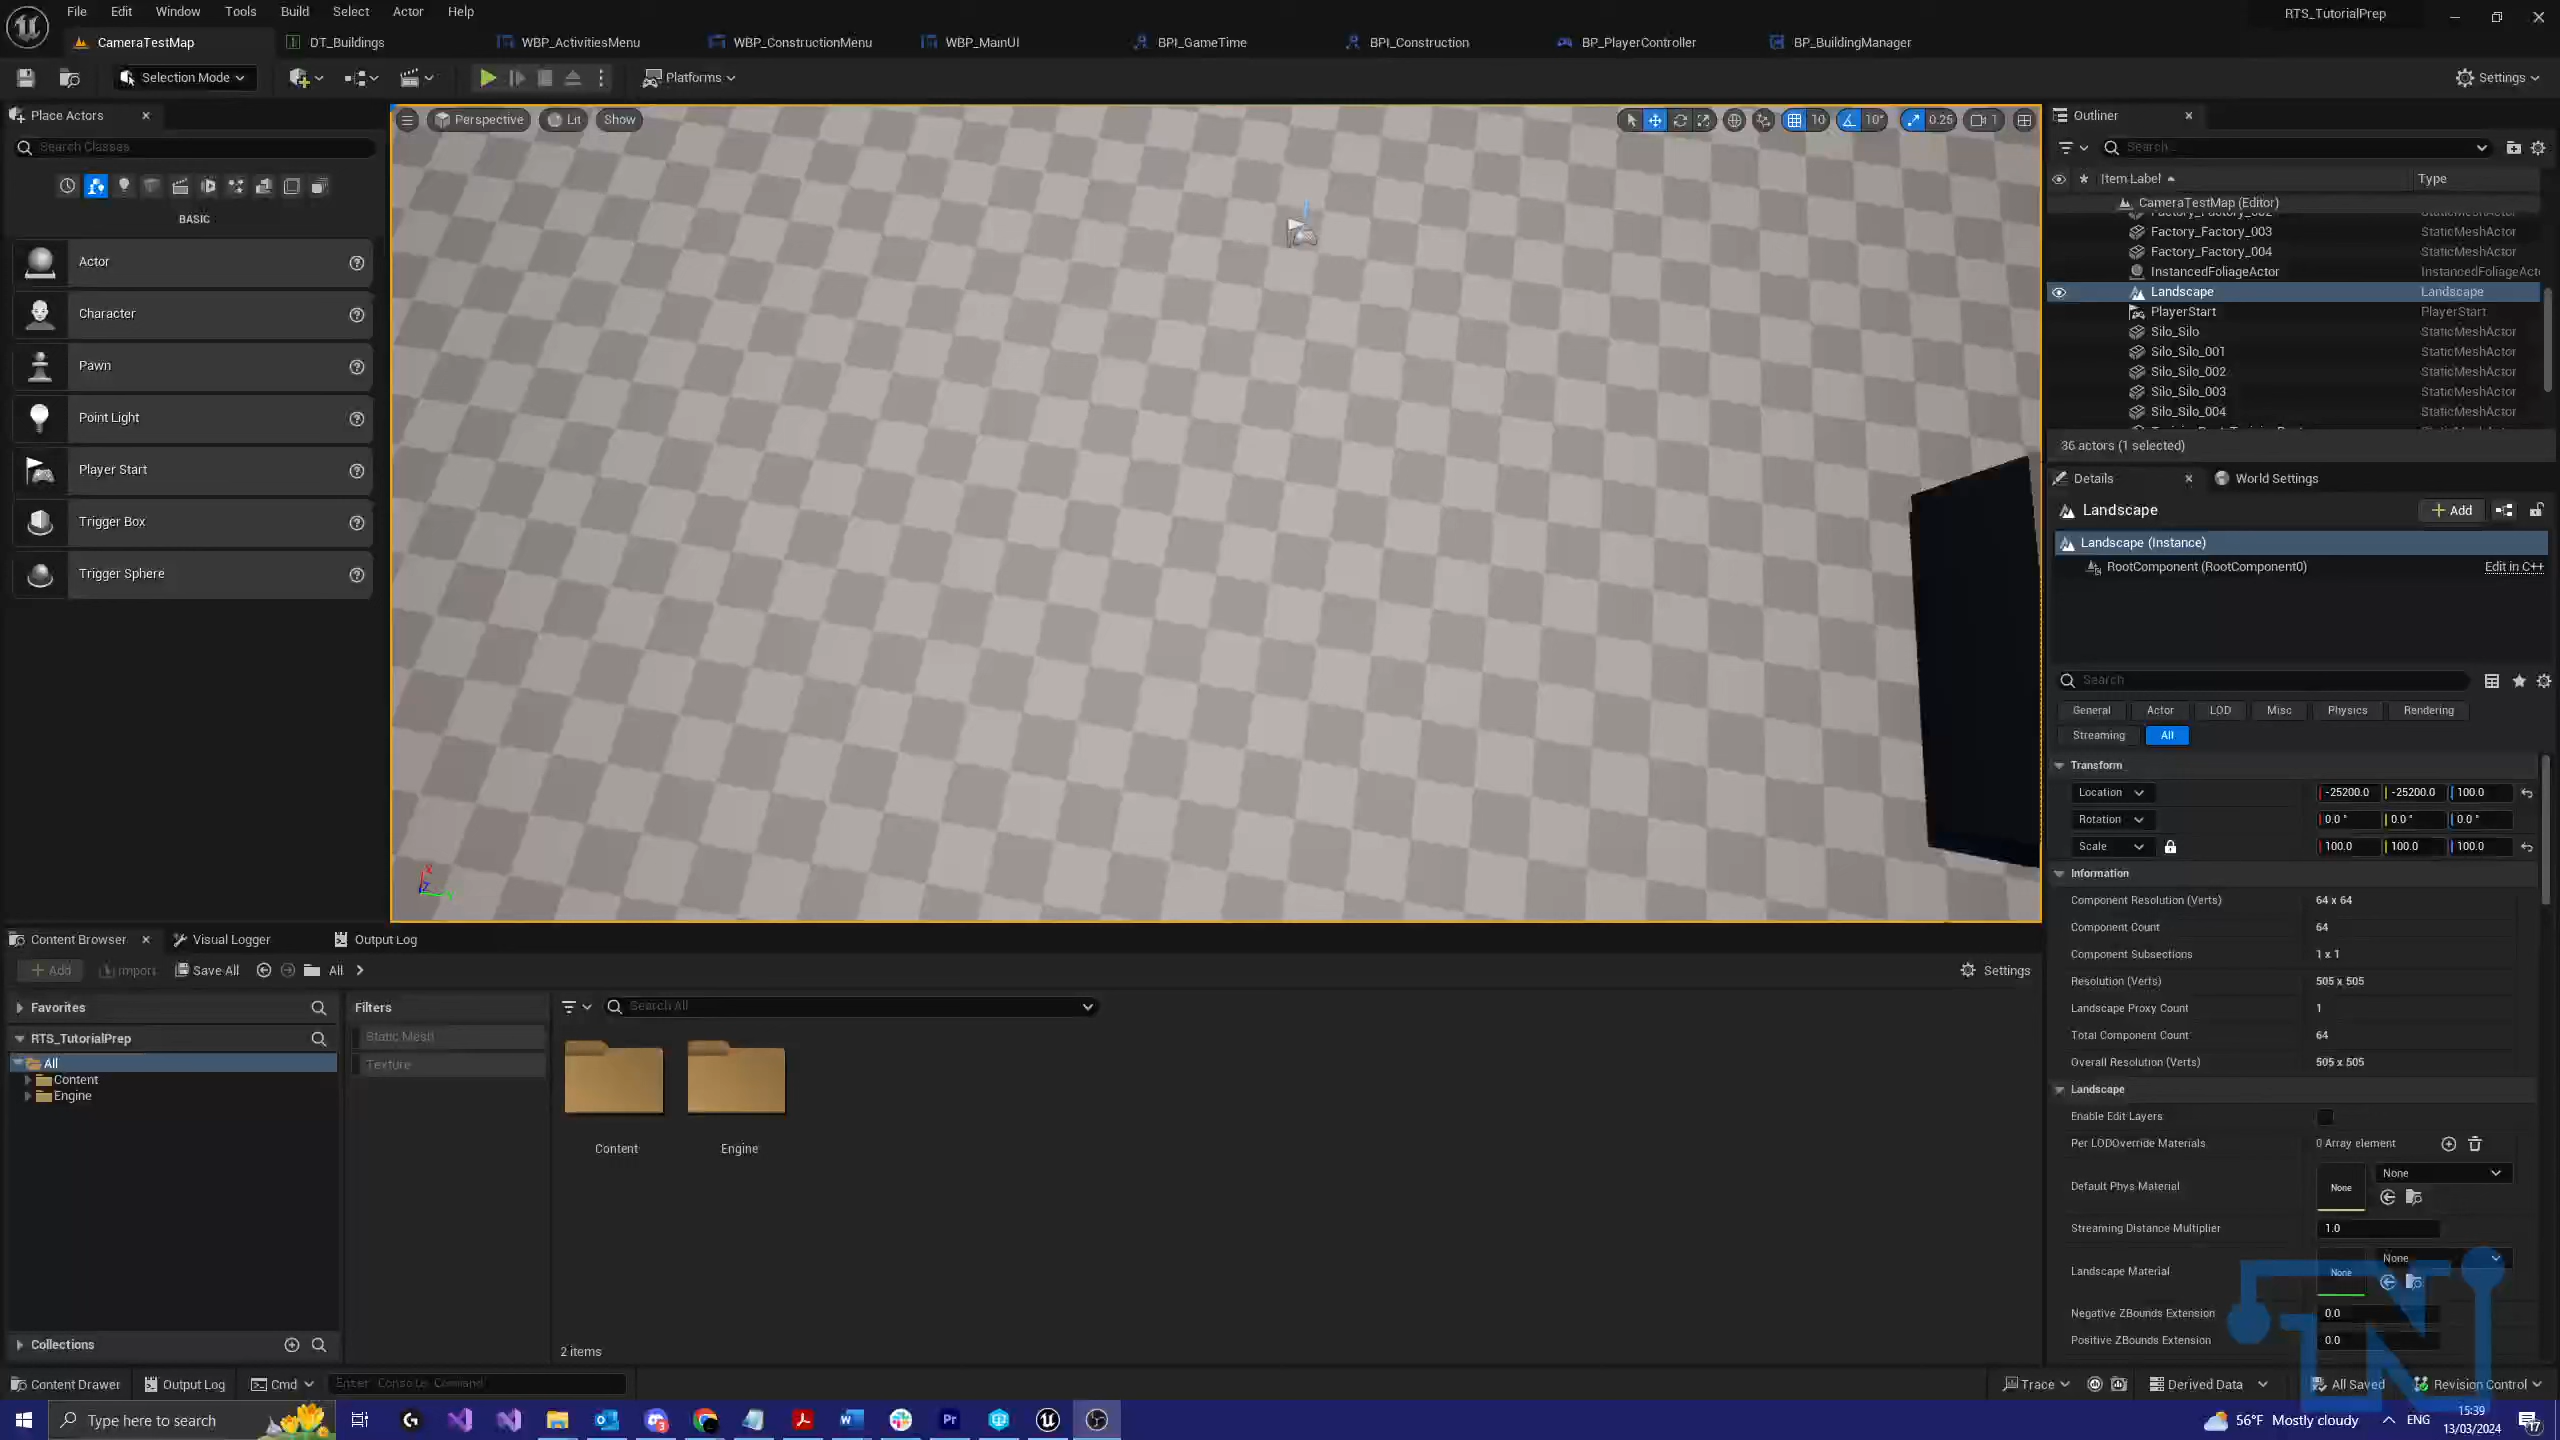 File Edit Window Tools Build Select Actor Help
RTS_TutorialPrep
CameraTestMap
DT_Buildings
WBP_ActivitiesMenu
WBP_ConstructionMenu
WBP_MainUI
BPI_GameTime
BPI_Construction
BP_PlayerController
BP_BuildingManager
Selection Mode
Platforms
Settings
Place Actors
Search Classes
BASIC
Actor
Character
Pawn
Point Light
Player Start
Trigger Box
Trigger Sphere
Perspective
Lit
Show
10
10°
0.25
1
Outliner
Search...
Item Label
Type
CameraTestMap (Editor)
Factory_Factory_003 StaticMeshActor
Factory_Factory_004 StaticMeshActor
InstancedFoliageActor InstancedFoliageAct
Landscape Landscape
PlayerStart PlayerStart
Silo_Silo StaticMeshActor
Silo_Silo_001 StaticMeshActor
Silo_Silo_002 StaticMeshActor
Silo_Silo_003 StaticMeshActor
Silo_Silo_004 StaticMeshActor
36 actors (1 selected)
Details
World Settings
Landscape
Add
Landscape (Instance)
RootComponent (RootComponent0) Edit in C++
Search
General Actor LOD Misc Physics Rendering
Streaming All
Transform
Location -25200.0 -25200.0 100.0
Rotation 0.0 ° 0.0 ° 0.0 °
Scale 100.0 100.0 100.0
Information
Component Resolution (Verts) 64 x 64
Component Count 64
Component Subsections 1 x 1
Resolution (Verts) 505 x 505
Landscape Proxy Count 1
Total Component Count 64
Overall Resolution (Verts) 505 x 505
Landscape
Enable Edit Layers
Per LODOverride Materials 0 Array element
None
Default Phys Material None
Streaming Distance Multiplier 1.0
None
Landscape Material None
Negative ZBounds Extension 0.0
Positive ZBounds Extension 0.0
Content Browser
Visual Logger
Output Log
Add
Import
Save All
All
Settings
Favorites
RTS_TutorialPrep
All
Content
Engine
Collections
Filters
Static Mesh
Texture
Search All
Content
Engine
2 items
Content Drawer
Output Log
Cmd
Enter Console Command
Trace
Derived Data
All Saved
Revision Control
Type here to search
56°F Mostly cloudy
ENG
15:39
13/03/2024
17